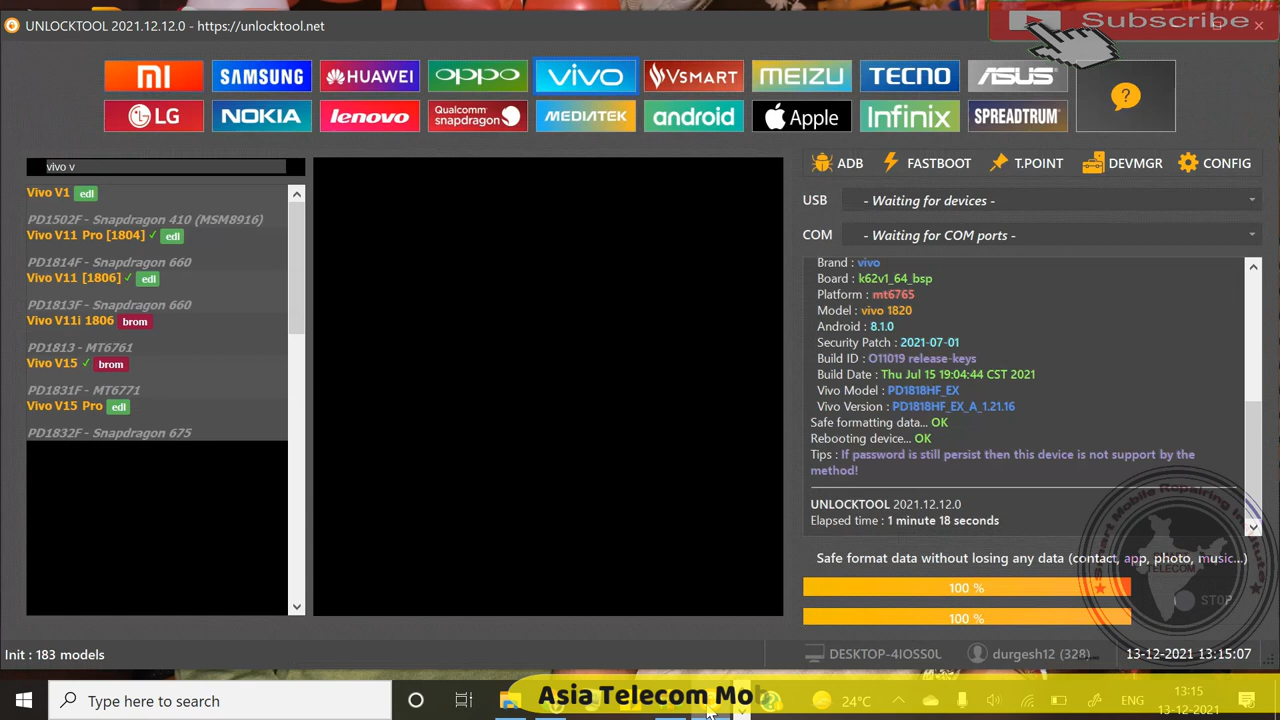 UNLOCKTOOL 2021.12.12.0 - https://unlocktool.net
Subscribe
MI SAMSUNG HUAWEI OPPO VIVO VSMART MEIZU TECNO ASUS
LG NOKIA lenovo Qualcomm snapdragon MEDIATEK android Apple Infinix SPREADTRUM ?
vivo v
Vivo V1 edl
PD1502F - Snapdragon 410 (MSM8916)
Vivo V11 Pro [1804] ✓ edl
PD1814F - Snapdragon 660
Vivo V11 [1806] ✓ edl
PD1813F - Snapdragon 660
Vivo V11i 1806 brom
PD1813 - MT6761
Vivo V15 ✓ brom
PD1831F - MT6771
Vivo V15 Pro edl
PD1832F - Snapdragon 675
ADB FASTBOOT T.POINT DEVMGR CONFIG
USB - Waiting for devices -
COM - Waiting for COM ports -
Brand : vivo
Board : k62v1_64_bsp
Platform : mt6765
Model : vivo 1820
Android : 8.1.0
Security Patch : 2021-07-01
Build ID : O11019 release-keys
Build Date : Thu Jul 15 19:04:44 CST 2021
Vivo Model : PD1818HF_EX
Vivo Version : PD1818HF_EX_A_1.21.16
Safe formatting data... OK
Rebooting device... OK
Tips : If password is still persist then this device is not support by the
method!
UNLOCKTOOL 2021.12.12.0
Elapsed time : 1 minute 18 seconds
Safe format data without losing any data (contact, app, photo, music...)
100 %
STOP
100 %
Smart Mobile Repairing
TELECOM
Init : 183 models
DESKTOP-4IOSS0L
durgesh12 (328)
13-12-2021 13:15:07
Type here to search
Asia Telecom Mob
24°C
ENG
13:15
13-12-2021